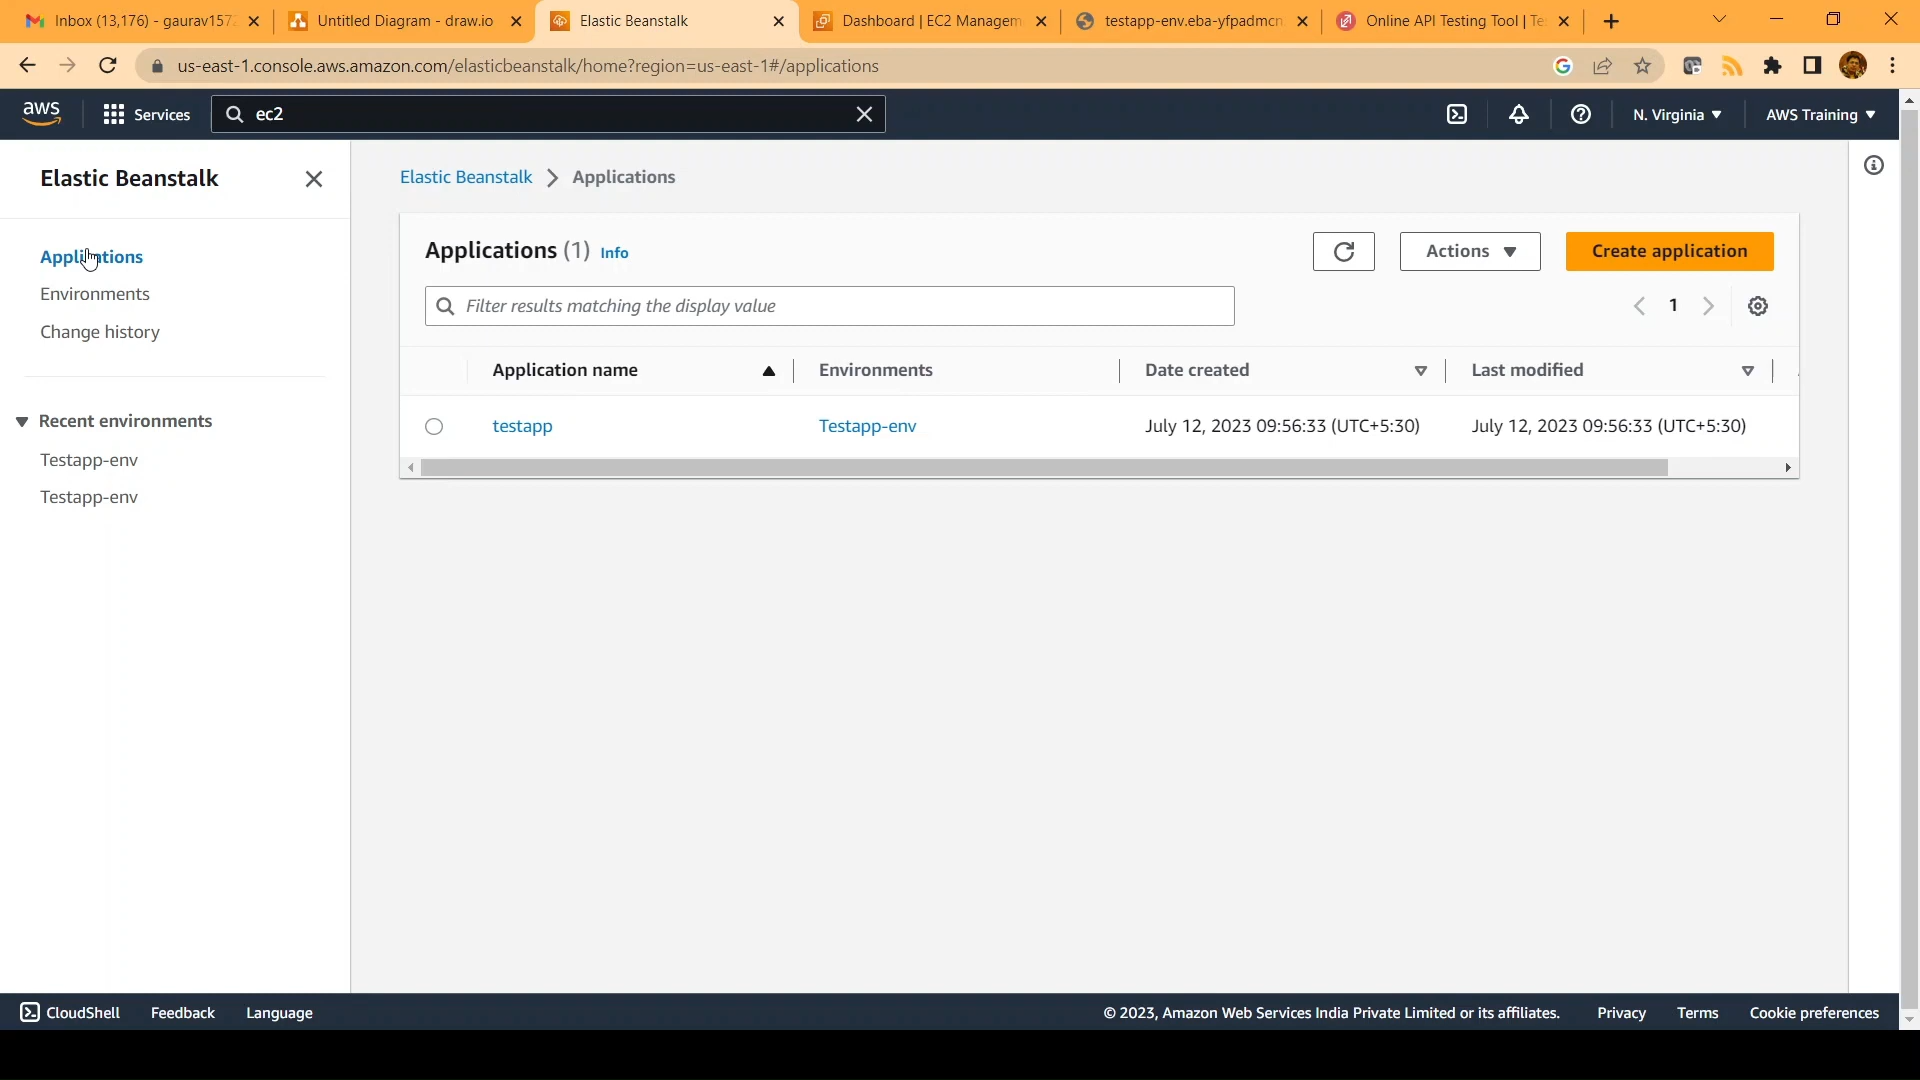 Inbox (13,176) - gaurav157
Untitled Diagram - draw.io
Elastic Beanstalk
Dashboard | EC2 Managem
testapp-env.eba-yfpadmcn
Online API Testing Tool | Te
us-east-1.console.aws.amazon.com/elasticbeanstalk/home?region=us-east-1#/applications
aws
Services
ec2
N. Virginia
AWS Training
Elastic Beanstalk
Elastic Beanstalk
Applications
Applications
Environments
Change history
Recent environments
Testapp-env
Testapp-env
Applications (1) Info
Actions
Create application
Filter results matching the display value
1
Application name
Environments
Date created
Last modified
testapp
Testapp-env
July 12, 2023 09:56:33 (UTC+5:30)
July 12, 2023 09:56:33 (UTC+5:30)
CloudShell
Feedback
Language
© 2023, Amazon Web Services India Private Limited or its affiliates.
Privacy
Terms
Cookie preferences